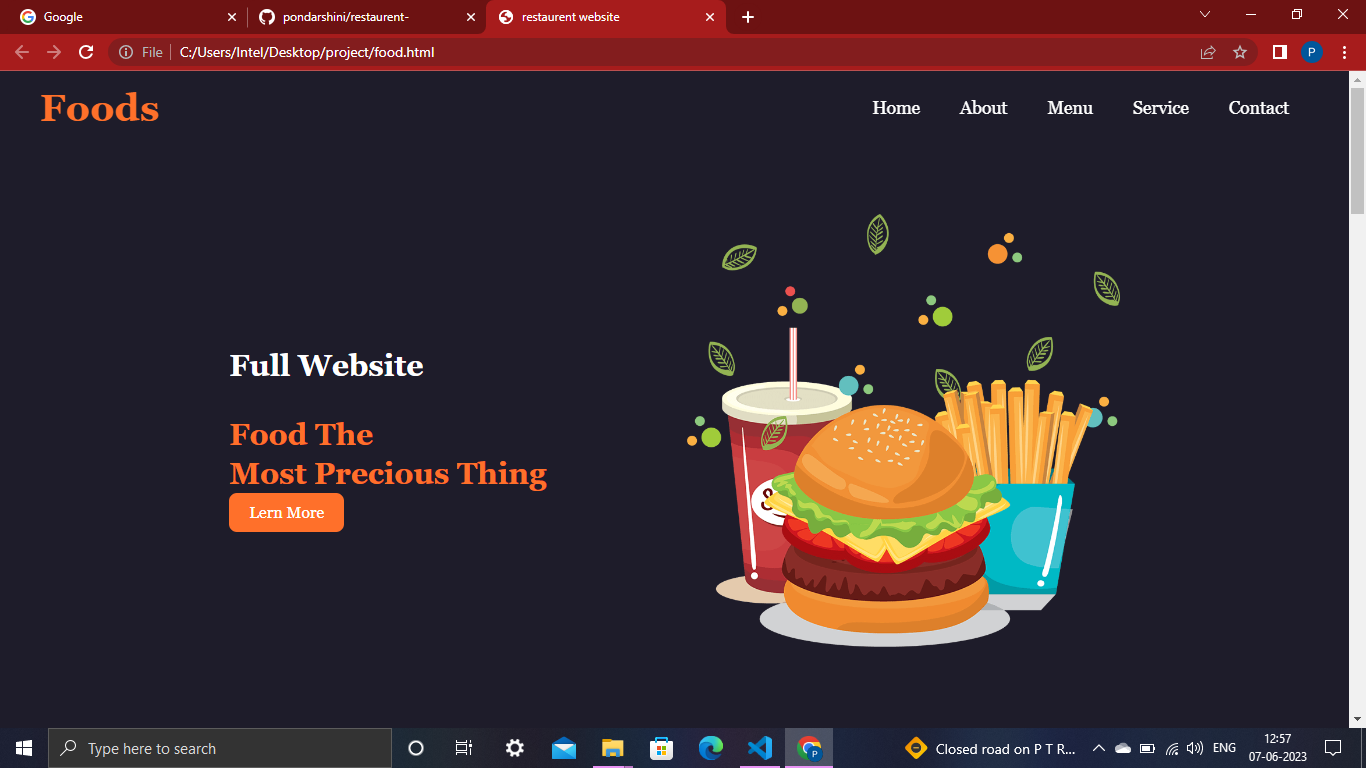 Google
pondarshini/restaurent-
restaurent website
File
C:/Users/Intel/Desktop/project/food.html
P
Foods
Home About Menu Service Contact
Full Website
Food The
Most Precious Thing
Lern More
Type here to search
P
Closed road on P T R...
ENG
12:57
07-06-2023